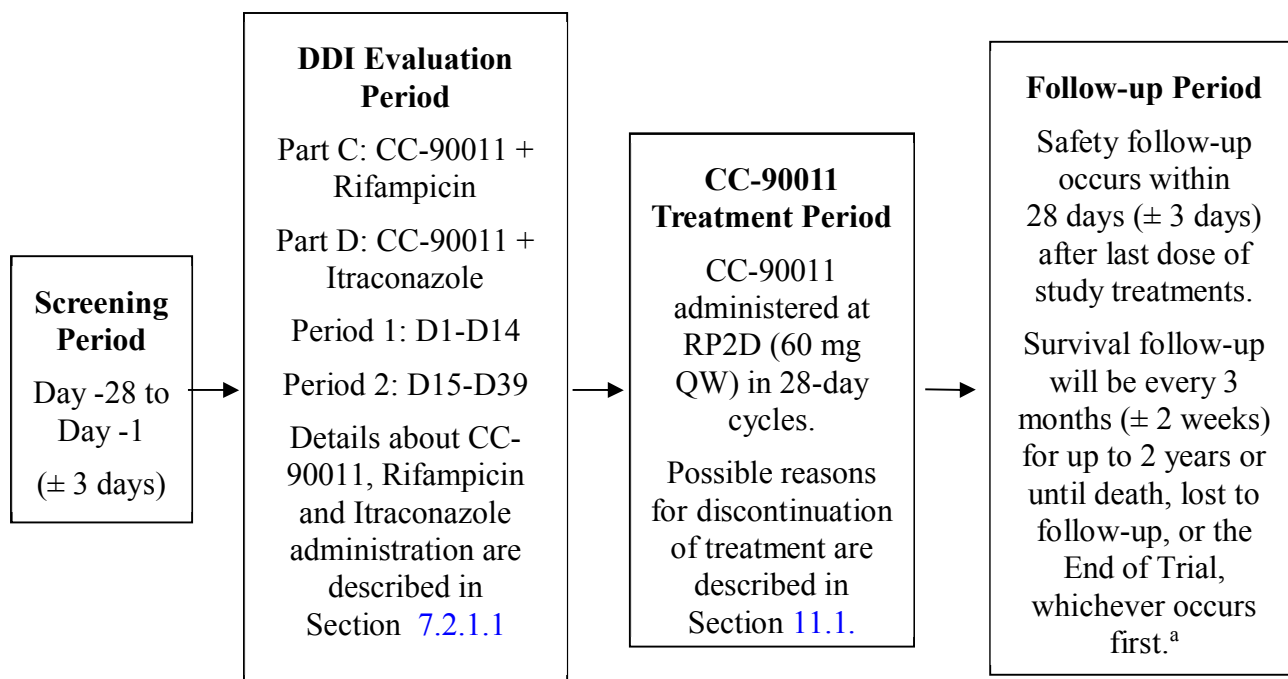 Screening
Period
Day -28 to
Day -1
(± 3 days)
DDI Evaluation
Period
Part C: CC-90011 +
Rifampicin
Part D: CC-90011 +
Itraconazole
Period 1: D1-D14
Period 2: D15-D39
Details about CC-
90011, Rifampicin
and Itraconazole
administration are
described in
Section 7.2.1.1
CC-90011
Treatment Period
CC-90011
administered at
RP2D (60 mg
QW) in 28-day
cycles.
Possible reasons
for discontinuation
of treatment are
described in
Section 11.1.
Follow-up Period
Safety follow-up
occurs within
28 days (± 3 days)
after last dose of
study treatments.
Survival follow-up
will be every 3
months (± 2 weeks)
for up to 2 years or
until death, lost to
follow-up, or the
End of Trial,
whichever occurs
first.a